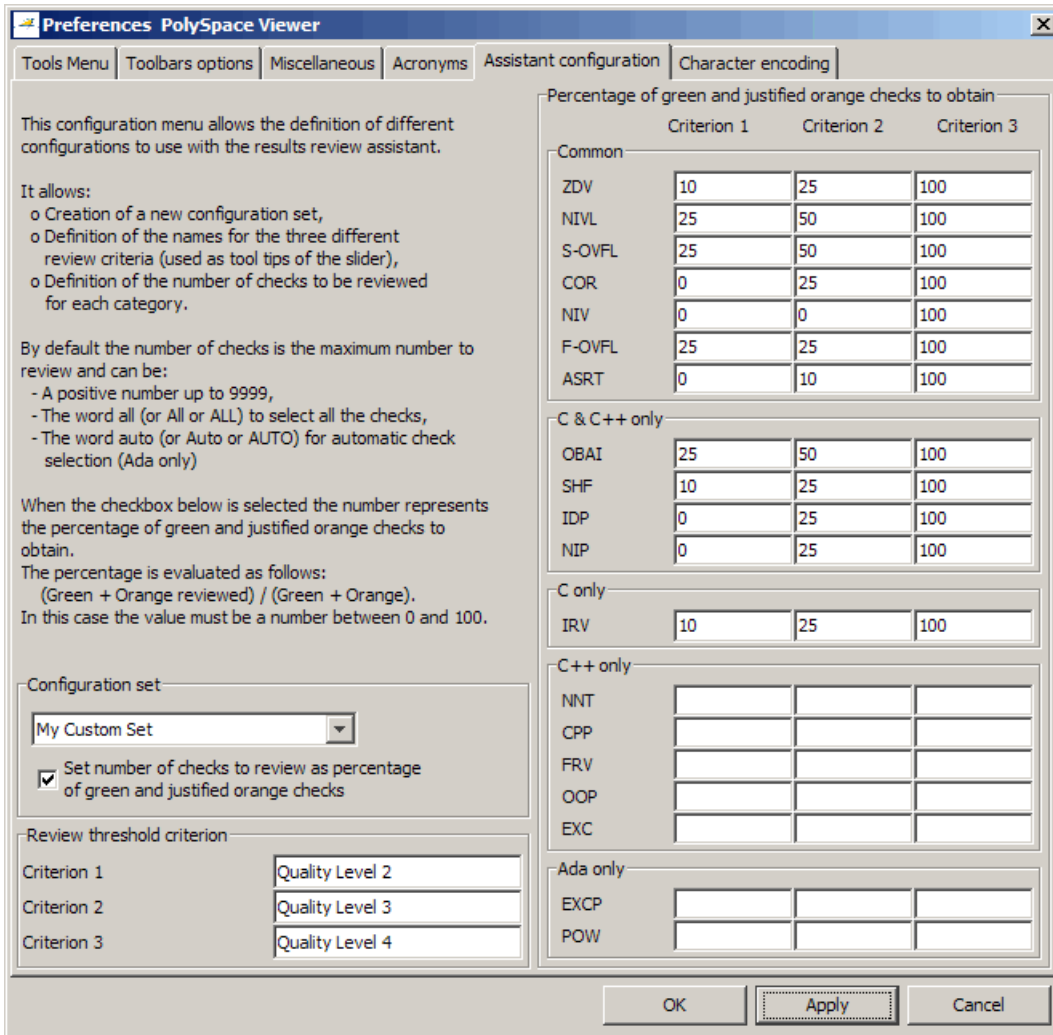 Preferences PolySpace Viewer
Tools Menu Toolbars options Miscellaneous Acronyms Assistant configuration Character encoding
This configuration menu allows the definition of different
configurations to use with the results review assistant.
It allows:
o Creation of a new configuration set,
o Definition of the names for the three different
review criteria (used as tool tips of the slider),
o Definition of the number of checks to be reviewed
for each category.
By default the number of checks is the maximum number to
review and can be:
- A positive number up to 9999,
- The word all (or All or ALL) to select all the checks,
- The word auto (or Auto or AUTO) for automatic check
selection (Ada only)
When the checkbox below is selected the number represents
the percentage of green and justified orange checks to
obtain.
The percentage is evaluated as follows:
(Green + Orange reviewed) / (Green + Orange).
In this case the value must be a number between 0 and 100.
Configuration set
My Custom Set
Set number of checks to review as percentage
of green and justified orange checks
Review threshold criterion
Criterion 1 Quality Level 2
Criterion 2 Quality Level 3
Criterion 3 Quality Level 4
Percentage of green and justified orange checks to obtain
Criterion 1 Criterion 2 Criterion 3
Common
ZDV 10 25 100
NIVL 25 50 100
S-OVFL 25 50 100
COR 0 25 100
NIV 0 0 100
F-OVFL 25 25 100
ASRT 0 10 100
C & C++ only
OBAI 25 50 100
SHF 10 25 100
IDP 0 25 100
NIP 0 25 100
C only
IRV 10 25 100
C++ only
NNT
CPP
FRV
OOP
EXC
Ada only
EXCP
POW
OK Apply Cancel